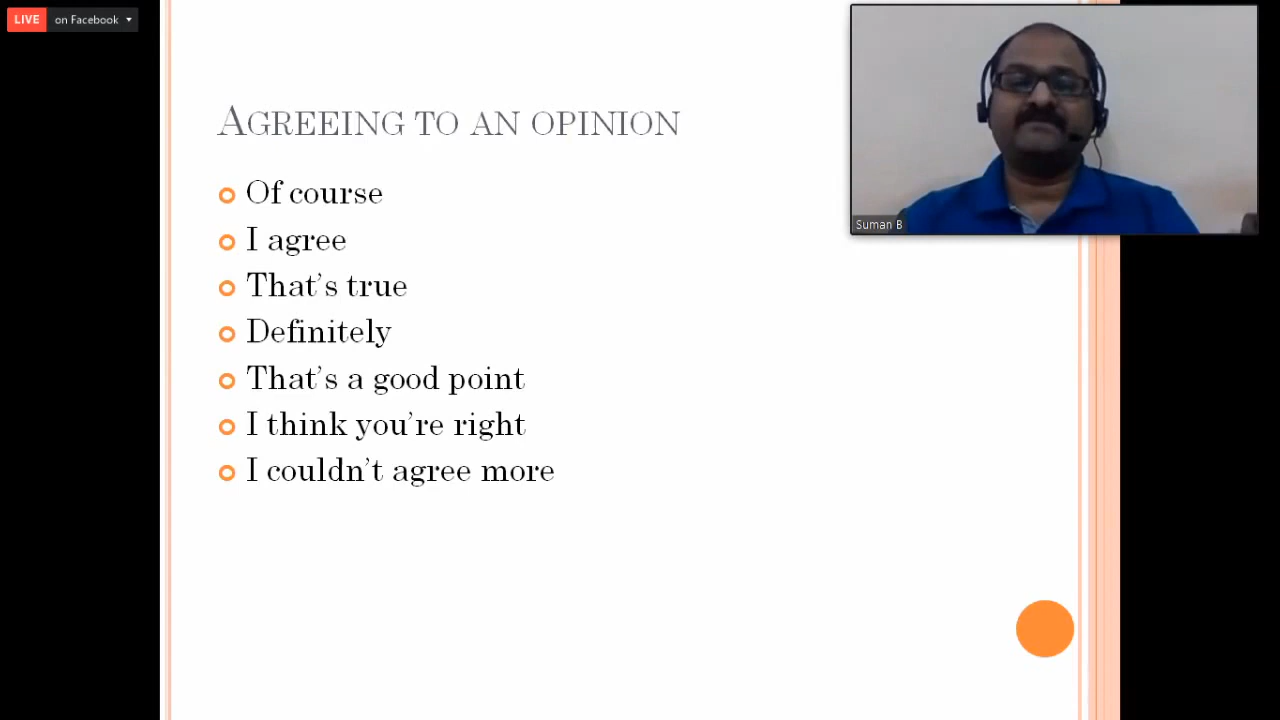 LIVE on Facebook
AGREEING TO AN OPINION
Of course
I agree
That's true
Definitely
That's a good point
I think you're right
I couldn't agree more
Suman B